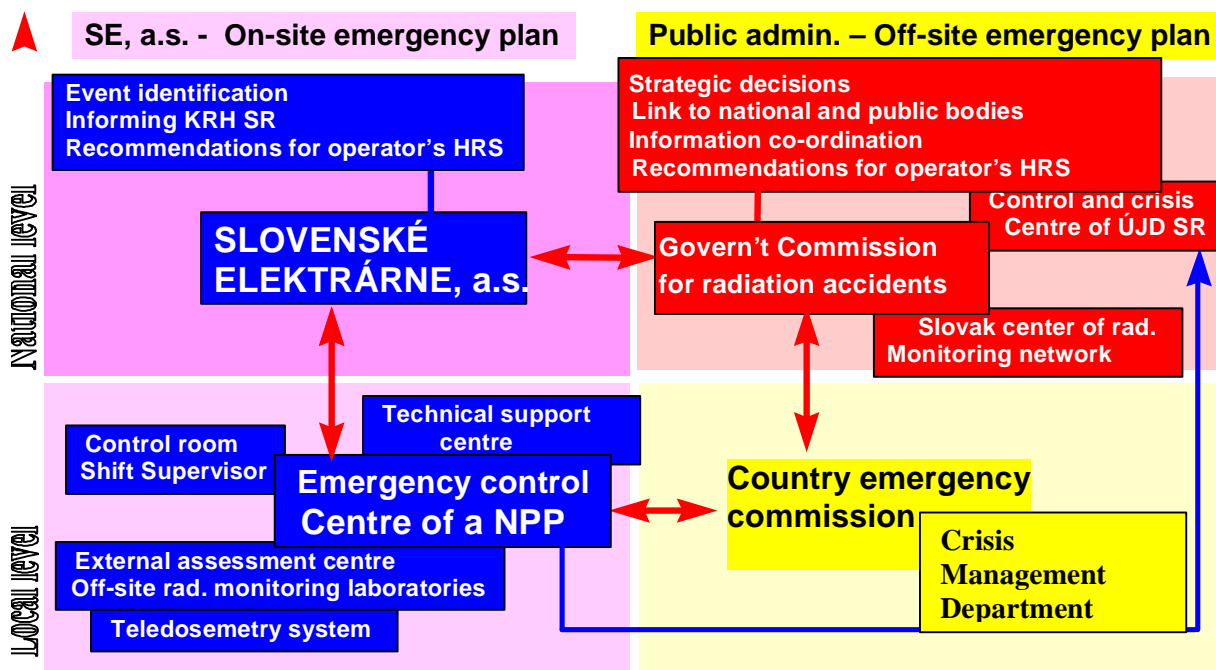 SE, a.s. - On-site emergency plan
Public admin. – Off-site emergency plan
National level
Event identification
Informing KRH SR
Recommendations for operator's HRS
Strategic decisions
Link to national and public bodies
Information co-ordination
Recommendations for operator's HRS
SLOVENSKÉ
ELEKTRÁRNE, a.s.
Govern't Commission
for radiation accidents
Control and crisis
Centre of ÚJD SR
Slovak center of rad.
Monitoring network
Local level
Technical support
centre
Control room
Shift Supervisor
Emergency control
Centre of a NPP
Country emergency
commission
External assessment centre
Off-site rad. monitoring laboratories
Teledosemetry system
Crisis
Management
Department